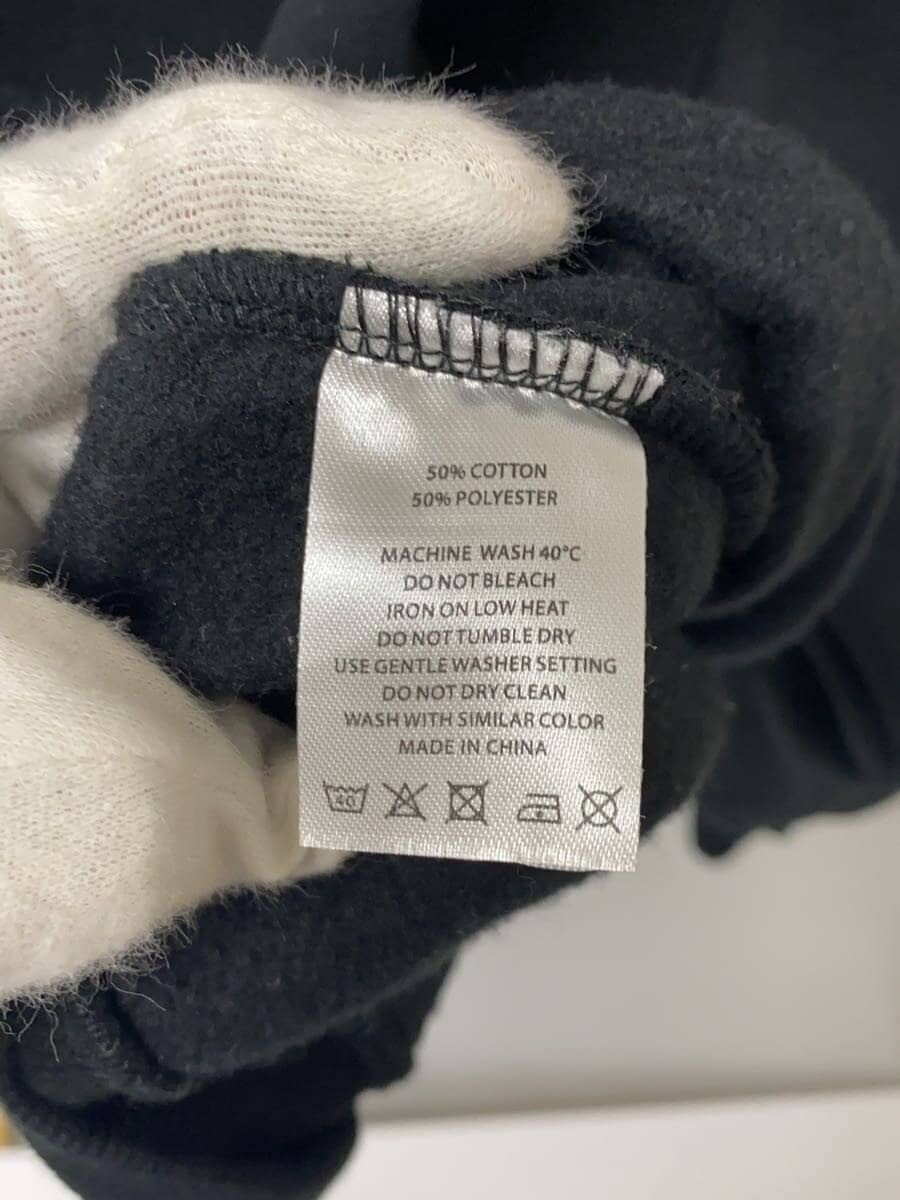 50% COTTON
50% POLYESTER
MACHINE WASH 40°C
DO NOT BLEACH
IRON ON LOW HEAT
DO NOT TUMBLE DRY
USE GENTLE WASHER SETTING
DO NOT DRY CLEAN
WASH WITH SIMILAR COLOR
MADE IN CHINA
40